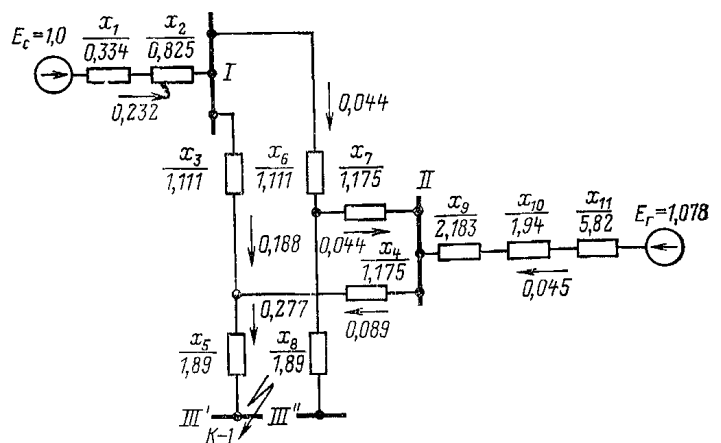 E_c=1,0
x_1/0,334
x_2/0,825
I
0,232
0,044
x_3/1,111
x_6/1,111
x_7/1,175
II
x_9/2,183
x_10/1,94
x_11/5,82
E_г=1,078
0,188
0,044
x_4/1,175
0,045
0,277
0,089
x_5/1,89
x_8/1,89
III'
K-1
III"